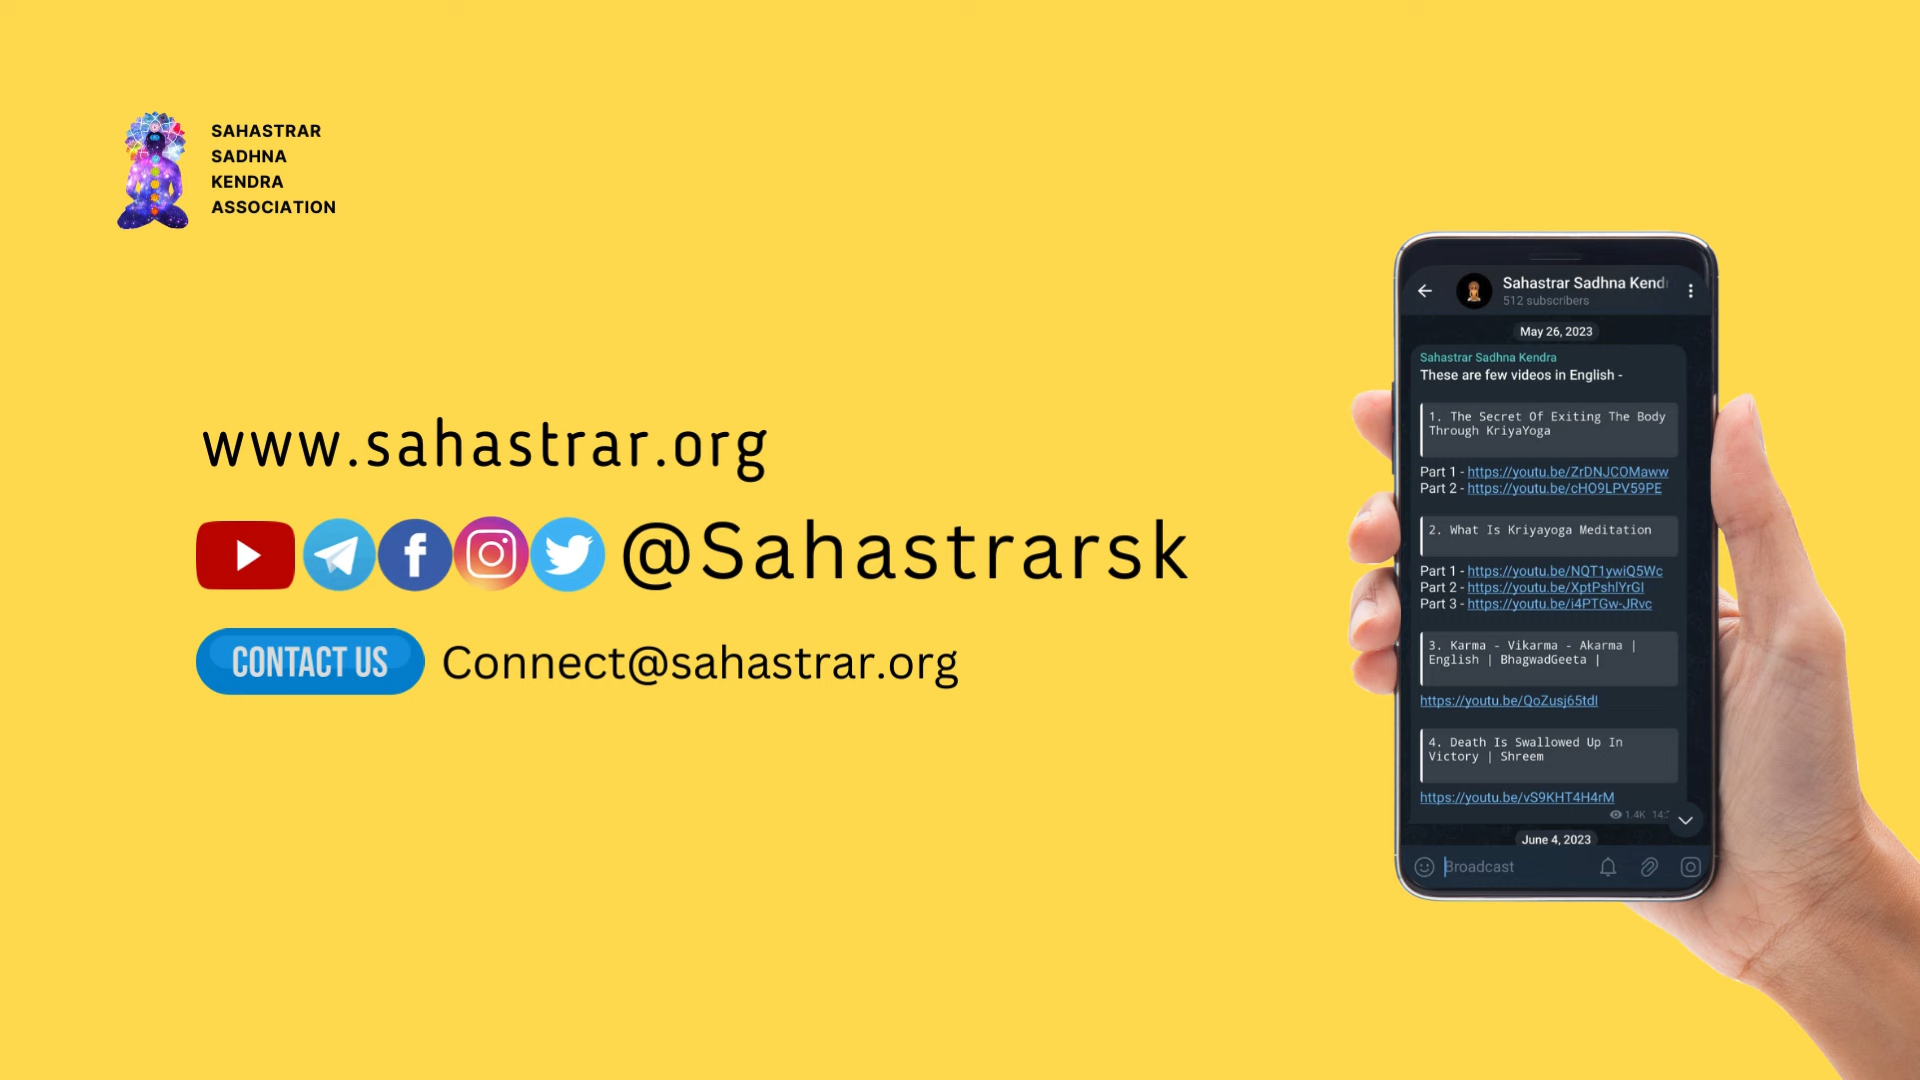 SAHASTRAR
SADHNA
KENDRA
ASSOCIATION
www.sahastrar.org
@Sahastrarsk
CONTACT US Connect@sahastrar.org
Sahastrar Sadhna Kend
512 subscribers
May 26, 2023
Sahastrar Sadhna Kendra
These are few videos in English -
1. The Secret Of Exiting The Body
Through KriyaYoga
Part 1 - https://youtu.be/ZrDNJCOMaww
Part 2 - https://youtu.be/cHO9LPV59PE
2. What Is Kriyayoga Meditation
Part 1 - https://youtu.be/NQT1ywiQ5Wc
Part 2 - https://youtu.be/XptPshlYrGI
Part 3 - https://youtu.be/i4PTGw-JRvc
3. Karma - Vikarma - Akarma |
English | BhagwadGeeta |
https://youtu.be/QoZusj65tdI
4. Death Is Swallowed Up In
Victory | Shreem
https://youtu.be/vS9KHT4H4rM
1.4K
June 4, 2023
Broadcast